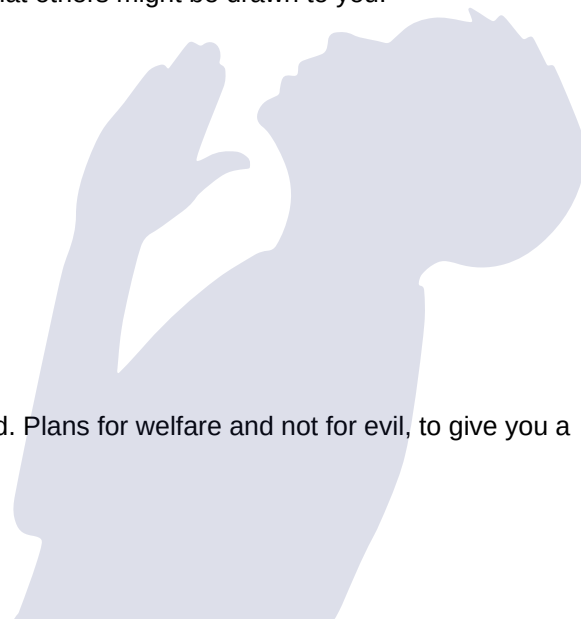 hat others might be drawn to you.
d. Plans for welfare and not for evil, to give you a